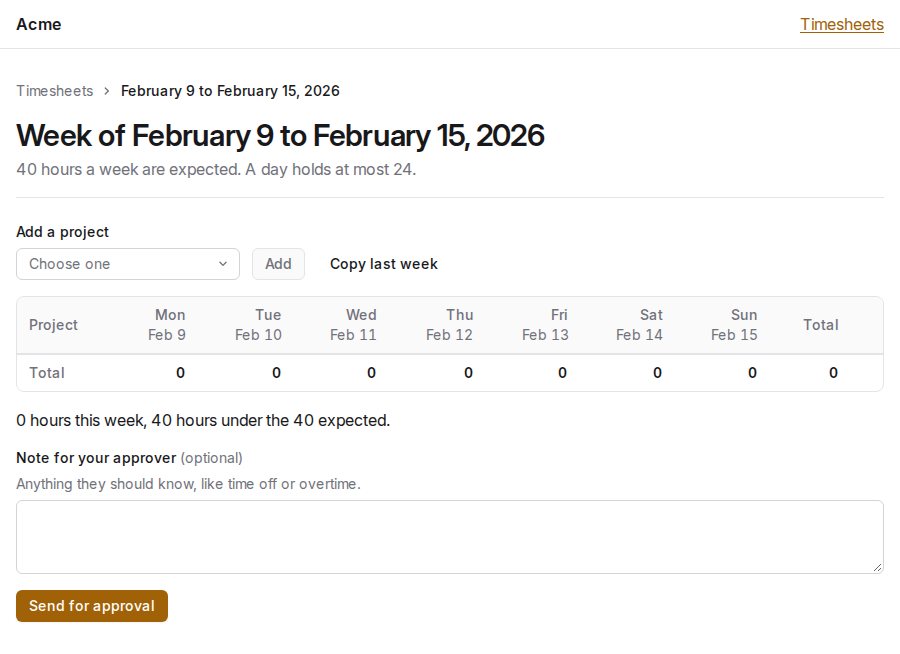 Acme
Timesheets
Timesheets > February 9 to February 15, 2026
Week of February 9 to February 15, 2026
40 hours a week are expected. A day holds at most 24.
Add a project
Choose one
Add
Copy last week
Project Mon Feb 9 Tue Feb 10 Wed Feb 11 Thu Feb 12 Fri Feb 13 Sat Feb 14 Sun Feb 15 Total
Total 0 0 0 0 0 0 0 0
0 hours this week, 40 hours under the 40 expected.
Note for your approver (optional)
Anything they should know, like time off or overtime.
Send for approval